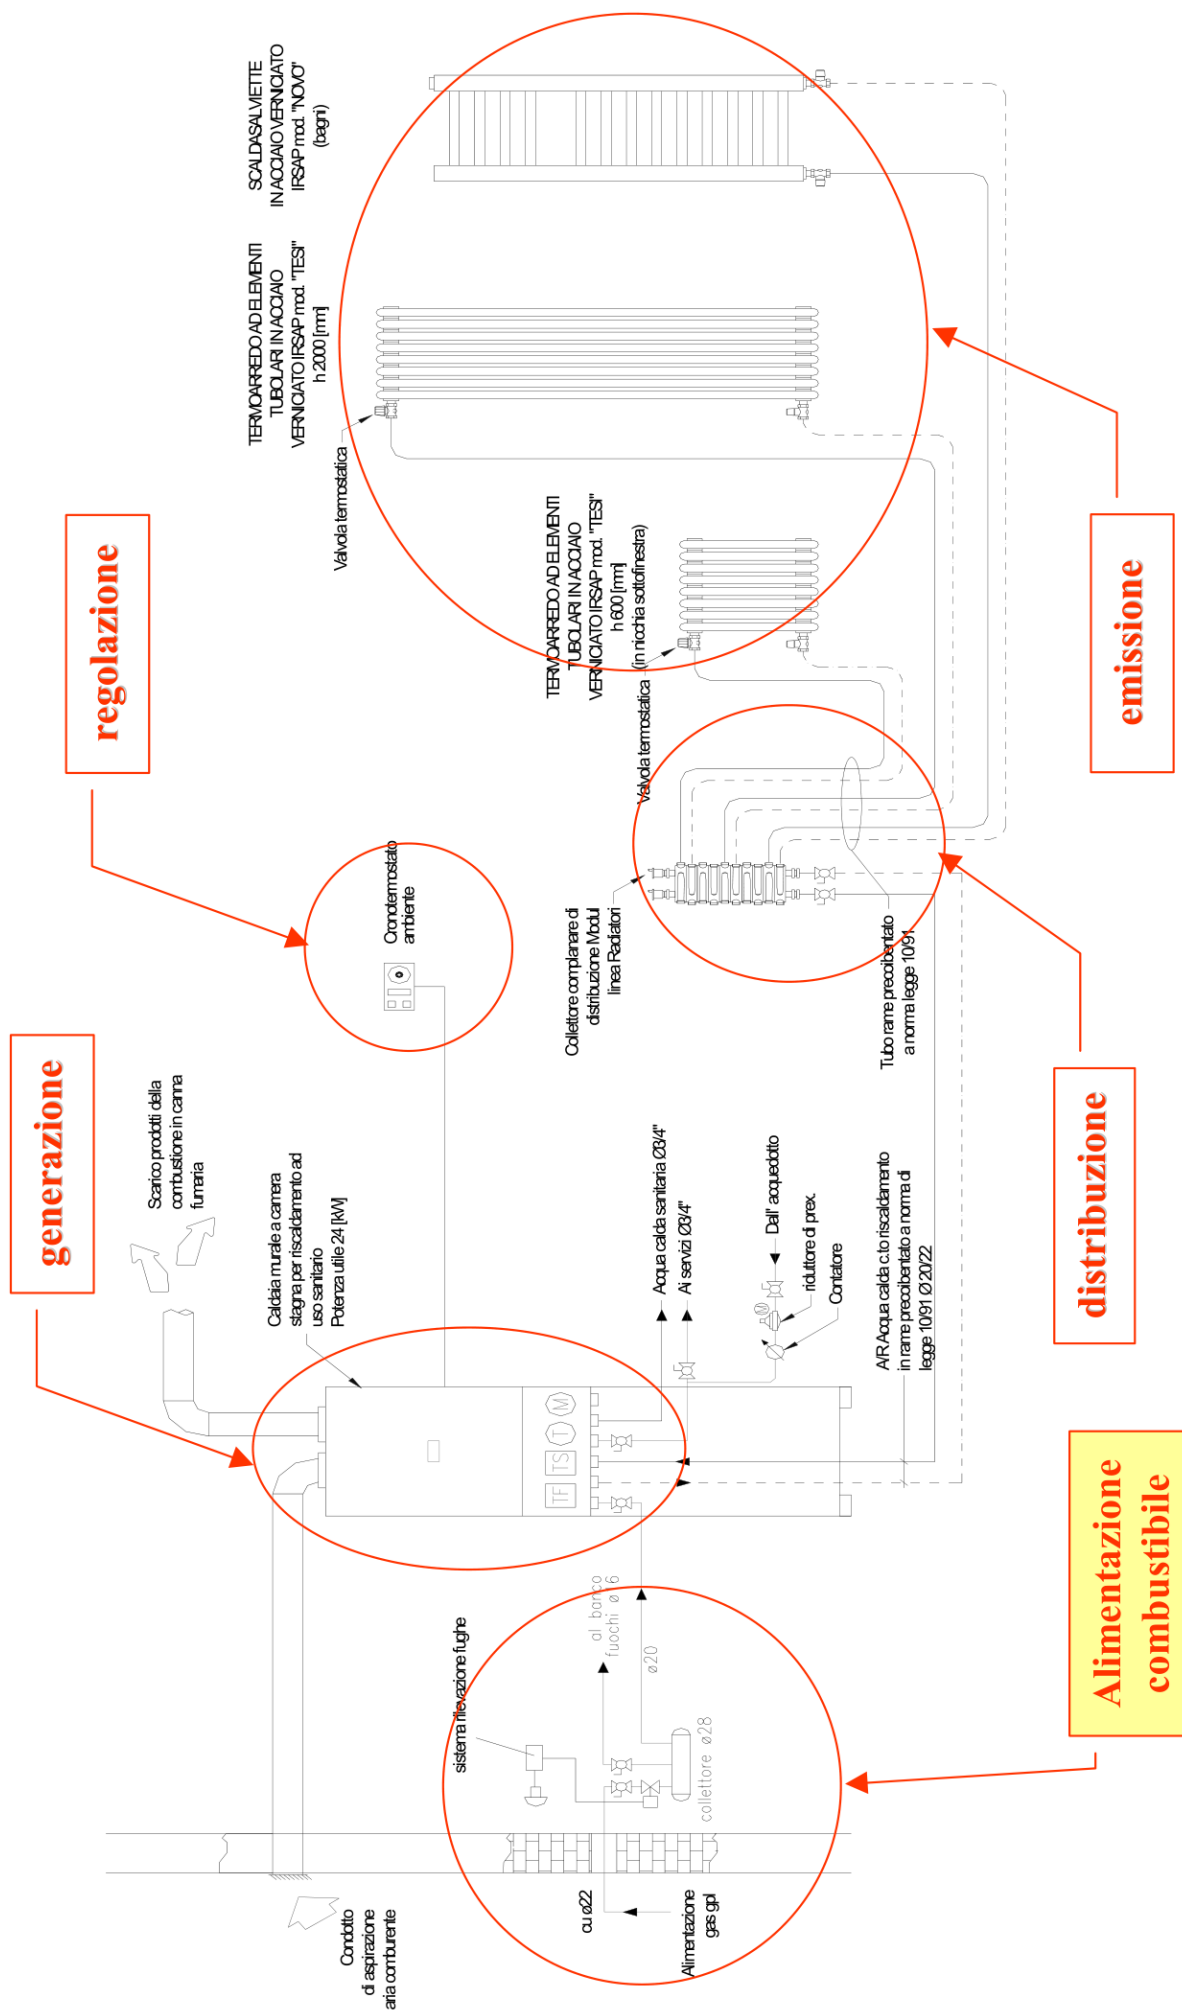 generazione
regolazione
Scarico prodotti della
combustione in canna
fumaria
Caldaia murale a camera
stagna per riscaldamento ad
uso sanitario
Potenza utile 24 [kW]
Cronotermostato
ambiente
TERMOARREDO AD ELEMENTI
TUBOLARI IN ACCIAIO
VERNICIATO IRSAP mod. "TESI"
h 2000 [mm]
Valvola termostatica
SCALDASALVIETTE
IN ACCIAIO VERNICIATO
IRSAP mod. "NOVO"
(bagni)
TERMOARREDO AD ELEMENTI
TUBOLARI IN ACCIAIO
VERNICIATO IRSAP mod. "TESI"
h 600 [mm]
(in nicchia sottofinestra)
Valvola termostatica
Condotto
di aspirazione
aria comburente
sistema rilevazione fughe
TF
TS
T
M
al banco
fuochi ø16
ø20
collettore ø28
cu ø22
Alimentazione
gas gpl
Acqua calda sanitaria Ø3/4"
Ai servizi Ø3/4"
M
Dall' acquedotto
riduttore di prex.
Contatore
Collettore complanare di
distribuzione Modul
linea Radiatori
Tubo rame precoibentato
a norma legge 10/91
A/R Acqua calda c.to riscaldamento
in rame precoibentato a norma di
legge 10/91 Ø 20/22
Alimentazione
combustibile
distribuzione
emissione